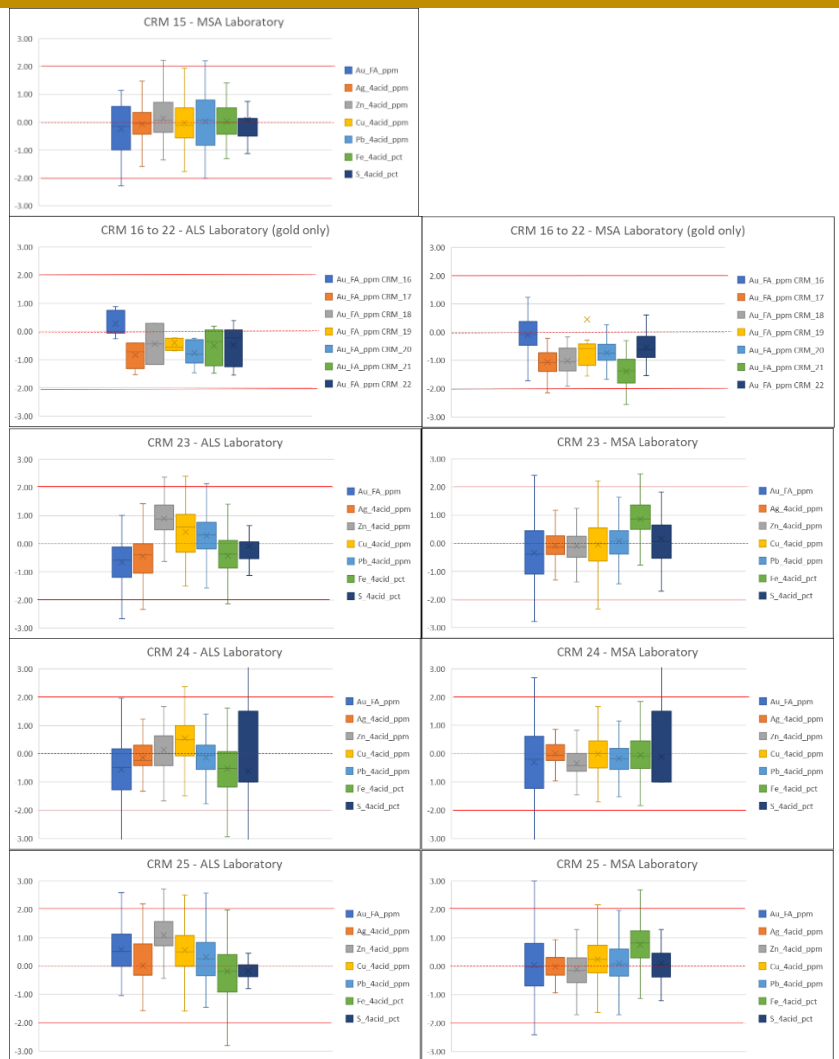 CRM 15 - MSA Laboratory
3.00
2.00
1.00
0.00
-1.00
-2.00
-3.00
Au_FA_ppm
Ag_4acid_ppm
Zn_4acid_ppm
Cu_4acid_ppm
Pb_4acid_ppm
Fe_4acid_pct
S_4acid_pct
CRM 16 to 22 - ALS Laboratory (gold only)
3.00
2.00
1.00
0.00
-1.00
-2.00
-3.00
Au_FA_ppm CRM_16
Au_FA_ppm CRM_17
Au_FA_ppm CRM_18
Au_FA_ppm CRM_19
Au_FA_ppm CRM_20
Au_FA_ppm CRM_21
Au_FA_ppm CRM_22
CRM 16 to 22 - MSA Laboratory (gold only)
3.00
2.00
1.00
0.00
-1.00
-2.00
-3.00
Au_FA_ppm CRM_16
Au_FA_ppm CRM_17
Au_FA_ppm CRM_18
Au_FA_ppm CRM_19
Au_FA_ppm CRM_20
Au_FA_ppm CRM_21
Au_FA_ppm CRM_22
CRM 23 - ALS Laboratory
3.00
2.00
1.00
0.00
-1.00
-2.00
-3.00
Au_FA_ppm
Ag_4acid_ppm
Zn_4acid_ppm
Cu_4acid_ppm
Pb_4acid_ppm
Fe_4acid_pct
S_4acid_pct
CRM 23 - MSA Laboratory
3.00
2.00
1.00
0.00
-1.00
-2.00
-3.00
Au_FA_ppm
Ag_4acid_ppm
Zn_4acid_ppm
Cu_4acid_ppm
Pb_4acid_ppm
Fe_4acid_pct
S_4acid_pct
CRM 24 - ALS Laboratory
3.00
2.00
1.00
0.00
-1.00
-2.00
-3.00
Au_FA_ppm
Ag_4acid_ppm
Zn_4acid_ppm
Cu_4acid_ppm
Pb_4acid_ppm
Fe_4acid_pct
S_4acid_pct
CRM 24 - MSA Laboratory
3.00
2.00
1.00
0.00
-1.00
-2.00
-3.00
Au_FA_ppm
Ag_4acid_ppm
Zn_4acid_ppm
Cu_4acid_ppm
Pb_4acid_ppm
Fe_4acid_pct
S_4acid_pct
CRM 25 - ALS Laboratory
3.00
2.00
1.00
0.00
-1.00
-2.00
-3.00
Au_FA_ppm
Ag_4acid_ppm
Zn_4acid_ppm
Cu_4acid_ppm
Pb_4acid_ppm
Fe_4acid_pct
S_4acid_pct
CRM 25 - MSA Laboratory
3.00
2.00
1.00
0.00
-1.00
-2.00
-3.00
Au_FA_ppm
Ag_4acid_ppm
Zn_4acid_ppm
Cu_4acid_ppm
Pb_4acid_ppm
Fe_4acid_pct
S_4acid_pct